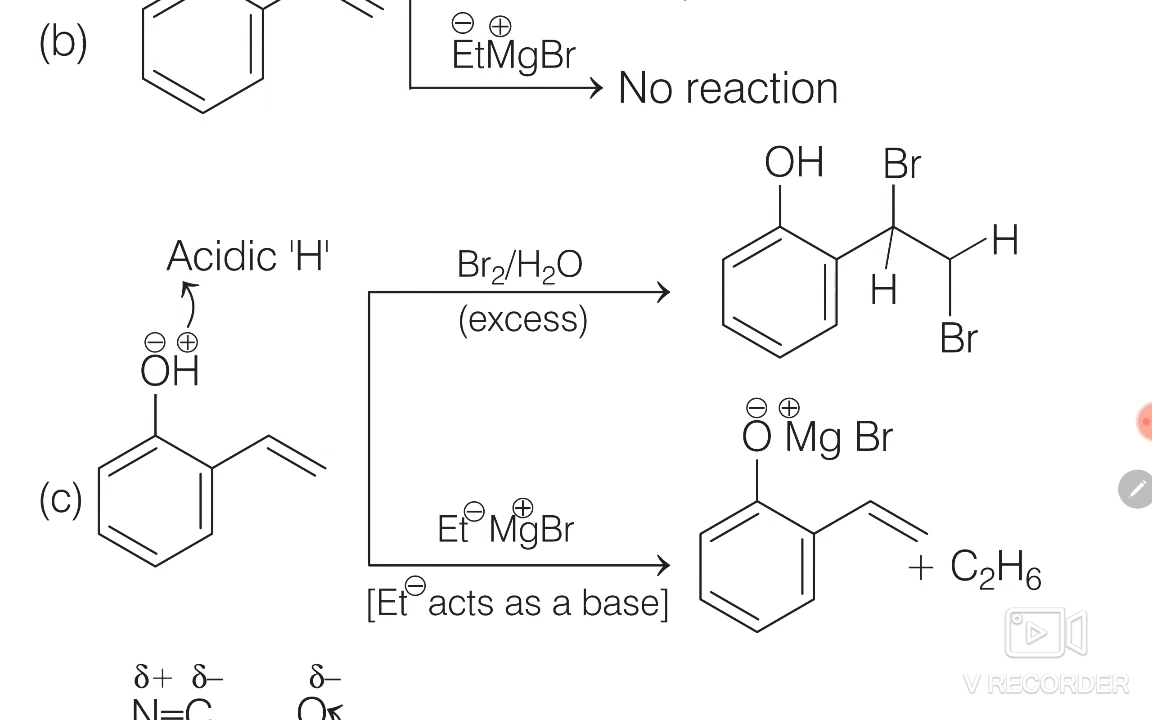 (b)
⊖ ⊕
EtMgBr
No reaction
OH Br
H
H
Br
Acidic 'H'
⊖ ⊕
OH
Br₂/H₂O
(excess)
(c)
⊖ ⊕
O Mg Br
Et⊖ Mg⊕Br
[Et⊖ acts as a base]
+ C₂H₆
V RECORDER
δ+ δ–
N=C
δ–
O